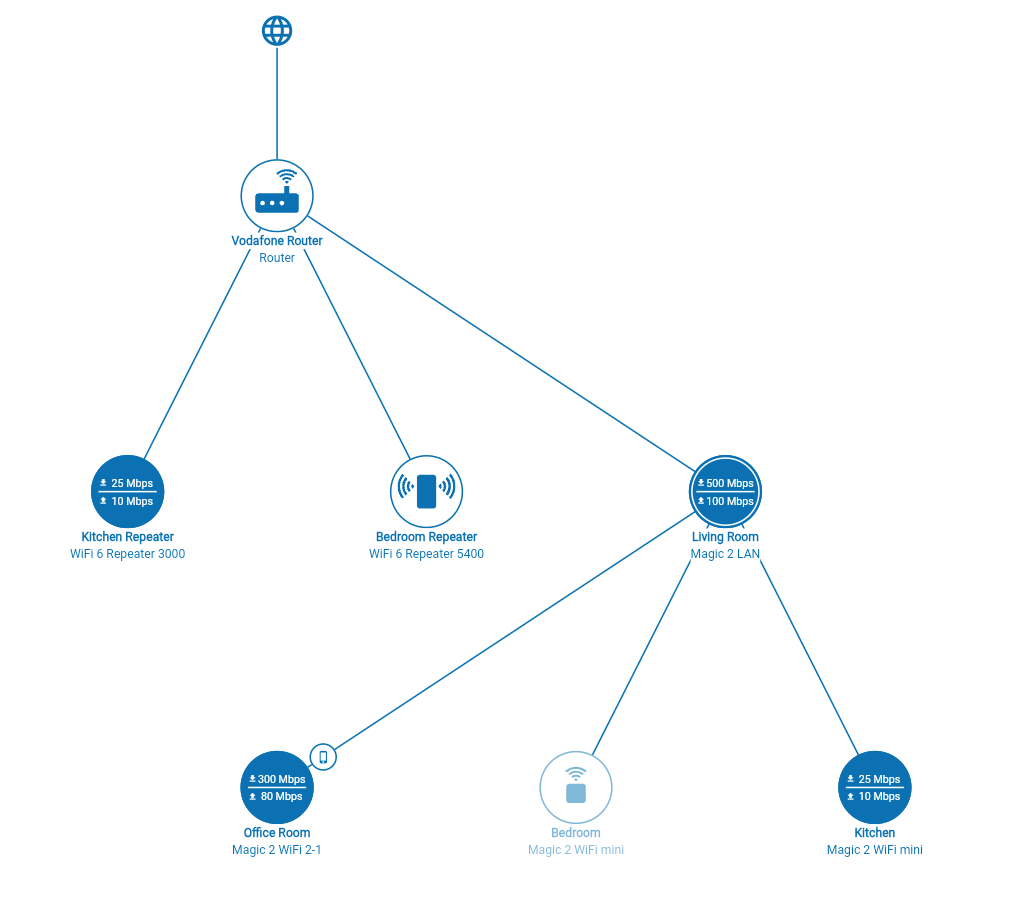 Vodafone Router
Router
25 Mbps
10 Mbps
Kitchen Repeater
WiFi 6 Repeater 3000
Bedroom Repeater
WiFi 6 Repeater 5400
500 Mbps
100 Mbps
Living Room
Magic 2 LAN
300 Mbps
80 Mbps
Office Room
Magic 2 WiFi 2-1
Bedroom
Magic 2 WiFi mini
25 Mbps
10 Mbps
Kitchen
Magic 2 WiFi mini